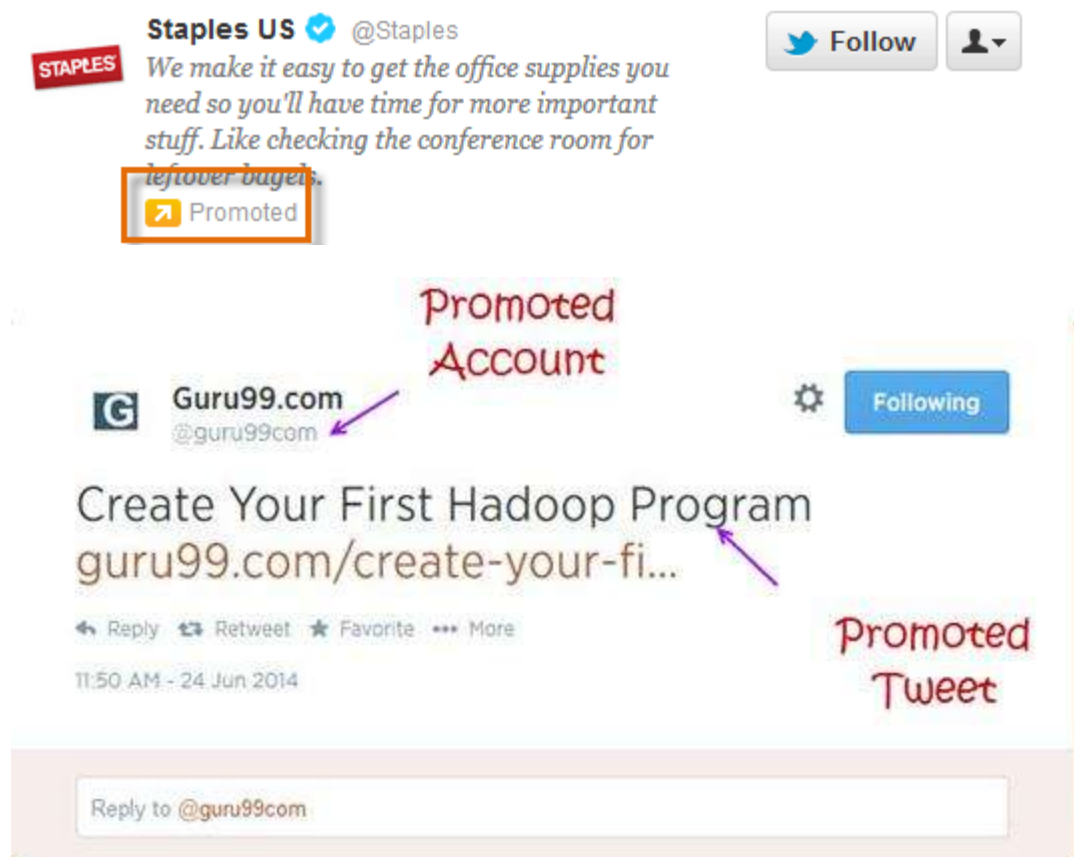 Staples US @Staples
Follow
STAPLES
We make it easy to get the office supplies you
need so you'll have time for more important
stuff. Like checking the conference room for
leftover bagels.
Promoted
Promoted
Account
G
Guru99.com
@guru99com
Following
Create Your First Hadoop Program
guru99.com/create-your-fi...
Reply Retweet Favorite ••• More
11:50 AM - 24 Jun 2014
Promoted
Tweet
Reply to @guru99com